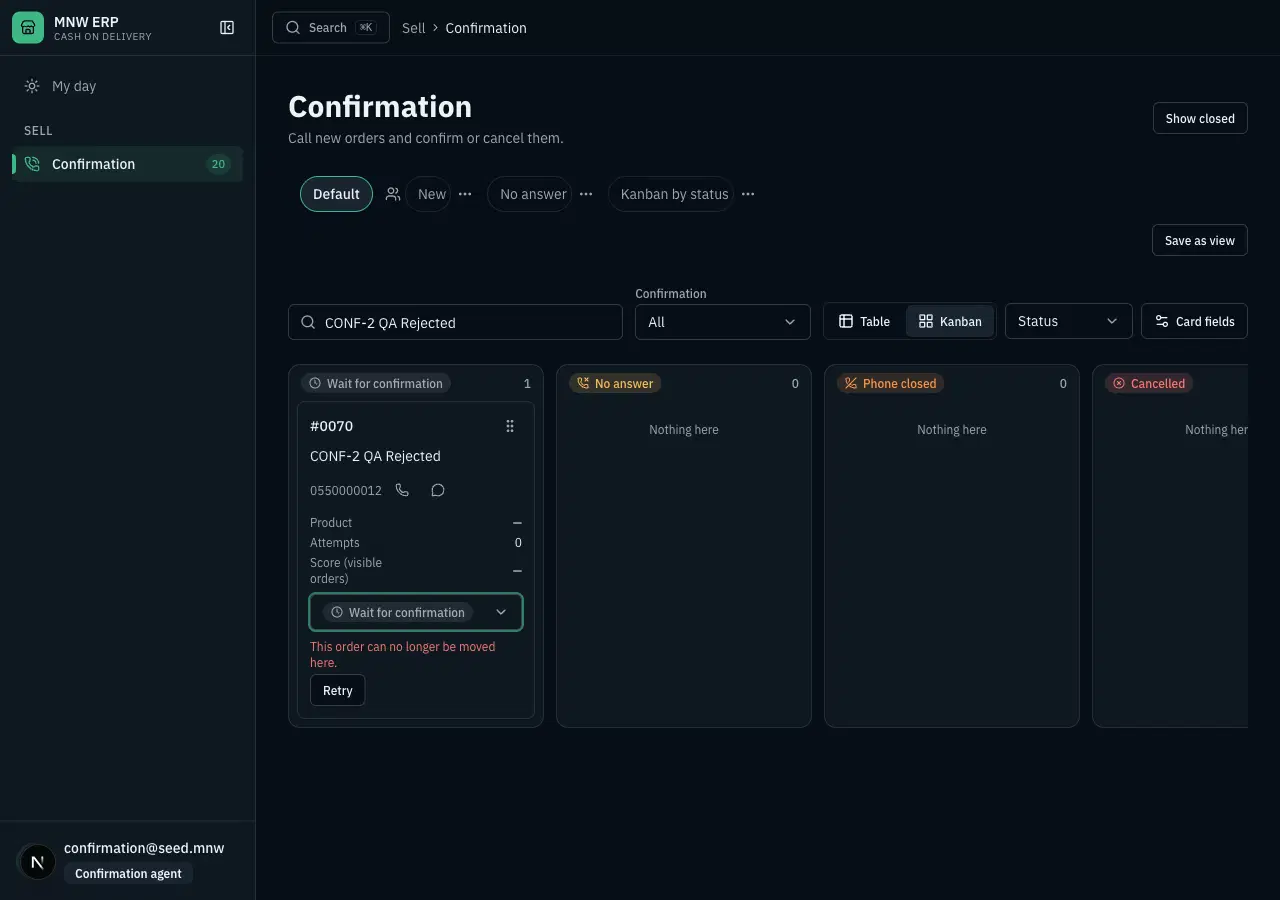 MNW ERP
CASH ON DELIVERY
Search ⌘K
Sell › Confirmation
My day
SELL
Confirmation 20
Confirmation
Call new orders and confirm or cancel them.
Show closed
Default
New
No answer
Kanban by status
Save as view
Confirmation
CONF-2 QA Rejected
All
Table
Kanban
Status
Card fields
Wait for confirmation 1
#0070
CONF-2 QA Rejected
0550000012
Product –
Attempts 0
Score (visible
orders) –
Wait for confirmation
This order can no longer be moved
here.
Retry
No answer 0
Nothing here
Phone closed 0
Nothing here
Cancelled
Nothing her
confirmation@seed.mnw
Confirmation agent
N